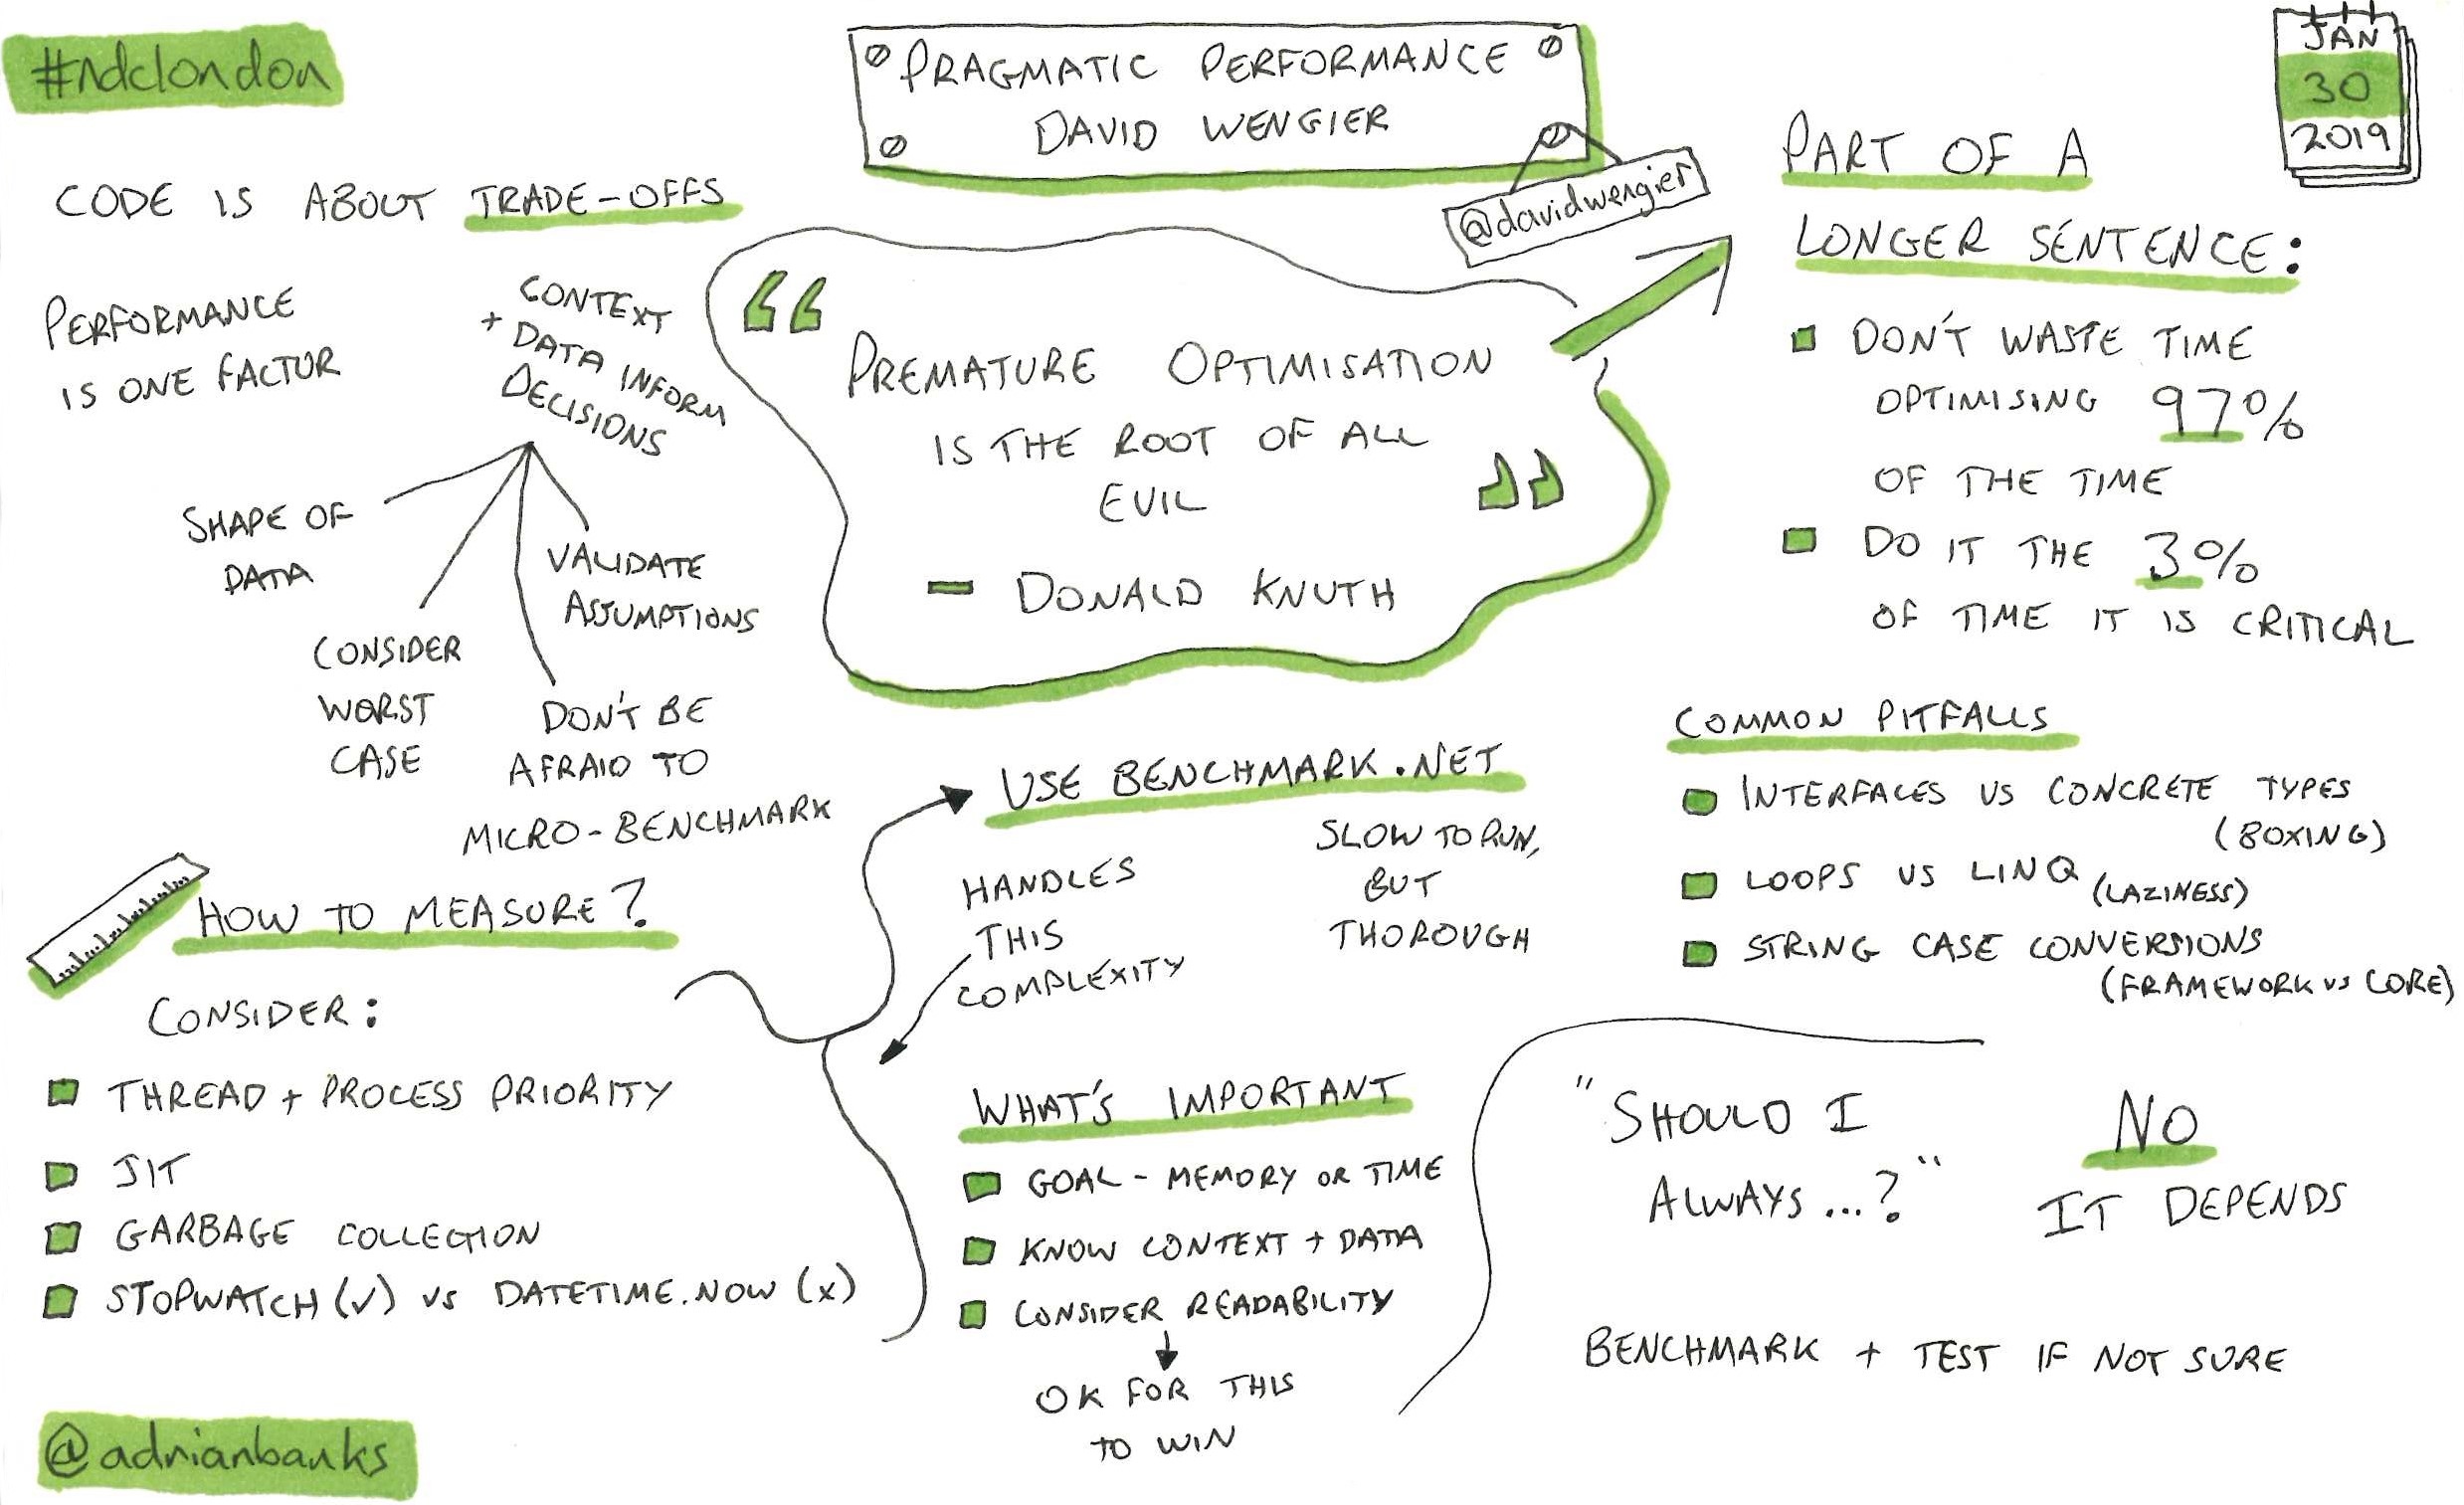 #ndclondon
PRAGMATIC PERFORMANCE
DAVID WENGIER
@davidwengier
JAN
30
2019
CODE IS ABOUT TRADE-OFFS
PERFORMANCE
IS ONE FACTOR
CONTEXT
+ DATA INFORM
DECISIONS
SHAPE OF
DATA
CONSIDER
WORST
CASE
DON'T BE
AFRAID TO
MICRO-BENCHMARK
VALIDATE
ASSUMPTIONS
“
PREMATURE OPTIMISATION
IS THE ROOT OF ALL
EVIL
”
- DONALD KNUTH
PART OF A
LONGER SENTENCE:
DON'T WASTE TIME
OPTIMISING 97%
OF THE TIME
DO IT THE 3%
OF TIME IT IS CRITICAL
HOW TO MEASURE?
CONSIDER:
THREAD + PROCESS PRIORITY
JIT
GARBAGE COLLECTION
STOPWATCH (✓) VS DATETIME.NOW (x)
USE BENCHMARK.NET
HANDLES
THIS
COMPLEXITY
SLOW TO RUN,
BUT
THOROUGH
WHAT'S IMPORTANT
GOAL - MEMORY OR TIME
KNOW CONTEXT + DATA
CONSIDER READABILITY
OK FOR THIS
TO WIN
COMMON PITFALLS
INTERFACES VS CONCRETE TYPES
(BOXING)
LOOPS VS LINQ (LAZINESS)
STRING CASE CONVERSIONS
(FRAMEWORK VS CORE)
"SHOULD I
ALWAYS...?"
NO
IT DEPENDS
BENCHMARK + TEST IF NOT SURE
@adrianbanks